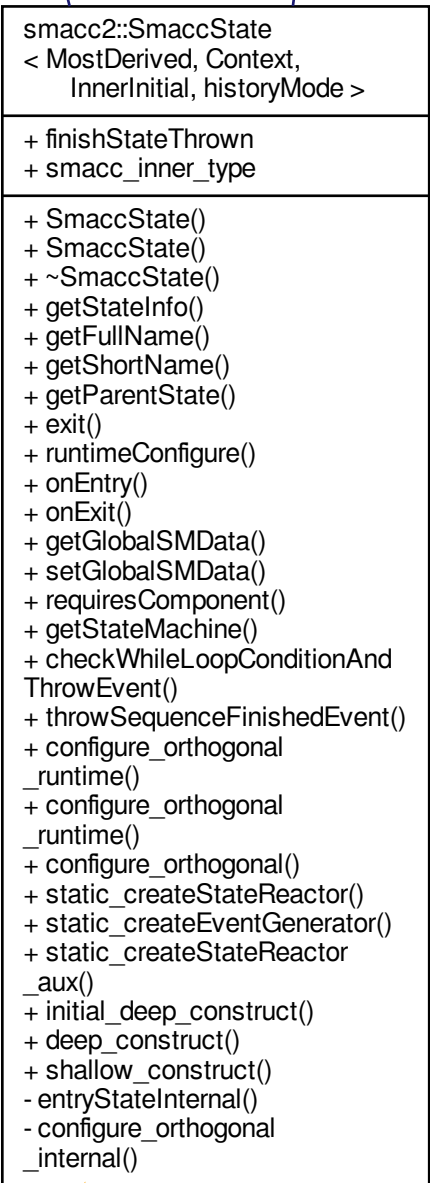 smacc2::SmaccState
< MostDerived, Context,
InnerInitial, historyMode >
+ finishStateThrown
+ smacc_inner_type
+ SmaccState()
+ SmaccState()
+ ~SmaccState()
+ getStateInfo()
+ getFullName()
+ getShortName()
+ getParentState()
+ exit()
+ runtimeConfigure()
+ onEntry()
+ onExit()
+ getGlobalSMData()
+ setGlobalSMData()
+ requiresComponent()
+ getStateMachine()
+ checkWhileLoopConditionAnd
ThrowEvent()
+ throwSequenceFinishedEvent()
+ configure_orthogonal
_runtime()
+ configure_orthogonal
_runtime()
+ configure_orthogonal()
+ static_createStateReactor()
+ static_createEventGenerator()
+ static_createStateReactor
_aux()
+ initial_deep_construct()
+ deep_construct()
+ shallow_construct()
- entryStateInternal()
- configure_orthogonal
_internal()